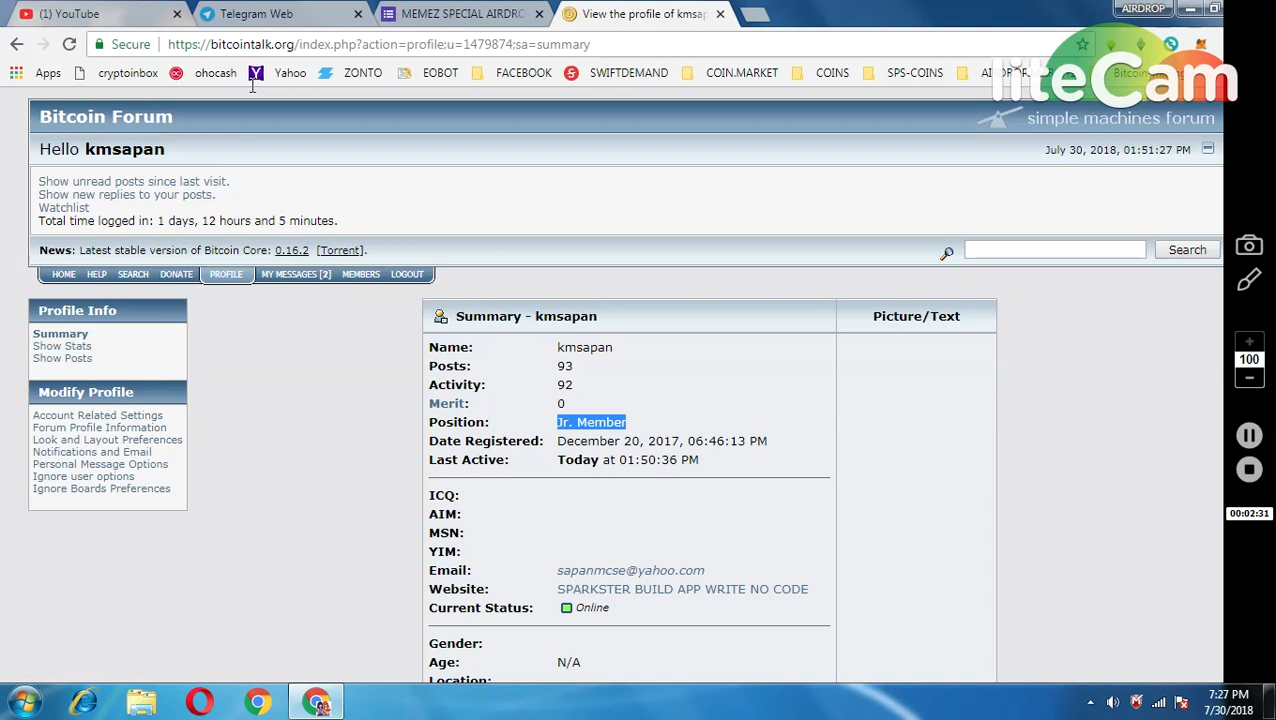 (1) YouTube
Telegram Web
MEMEZ SPECIAL AIRDRO
View the profile of kmsap
AIRDROP
Secure
https://bitcointalk.org/index.php?action=profile;u=1479874;sa=summary
Apps
cryptoinbox
ohocash
Yahoo
ZON
EOBOT
FACEBOOK
SWIFTDEMAND
COIN.MARKET
COINS
SPS-COINS
liteCam
Bitcoin Forum
simple machines forum
Hello kmsapan
July 30, 2018, 01:51:27 PM
Show unread posts since last visit.
Show new replies to your posts.
Watchlist
Total time logged in: 1 days, 12 hours and 5 minutes.
News: Latest stable version of Bitcoin Core: 0.16.2 [Torrent].
Search
HOME HELP SEARCH DONATE PROFILE MY MESSAGES [2] MEMBERS LOGOUT
Profile Info
Summary
Show Stats
Show Posts
Modify Profile
Account Related Settings
Forum Profile Information
Look and Layout Preferences
Notifications and Email
Personal Message Options
Ignore user options
Ignore Boards Preferences
Summary - kmsapan
Picture/Text
Name: kmsapan
Posts: 93
Activity: 92
Merit: 0
Position: Jr. Member
Date Registered: December 20, 2017, 06:46:13 PM
Last Active: Today at 01:50:36 PM
ICQ:
AIM:
MSN:
YIM:
Email: sapanmcse@yahoo.com
Website: SPARKSTER BUILD APP WRITE NO CODE
Current Status: Online
Gender:
Age: N/A
Location:
100
00:02:31
7:27 PM
7/30/2018